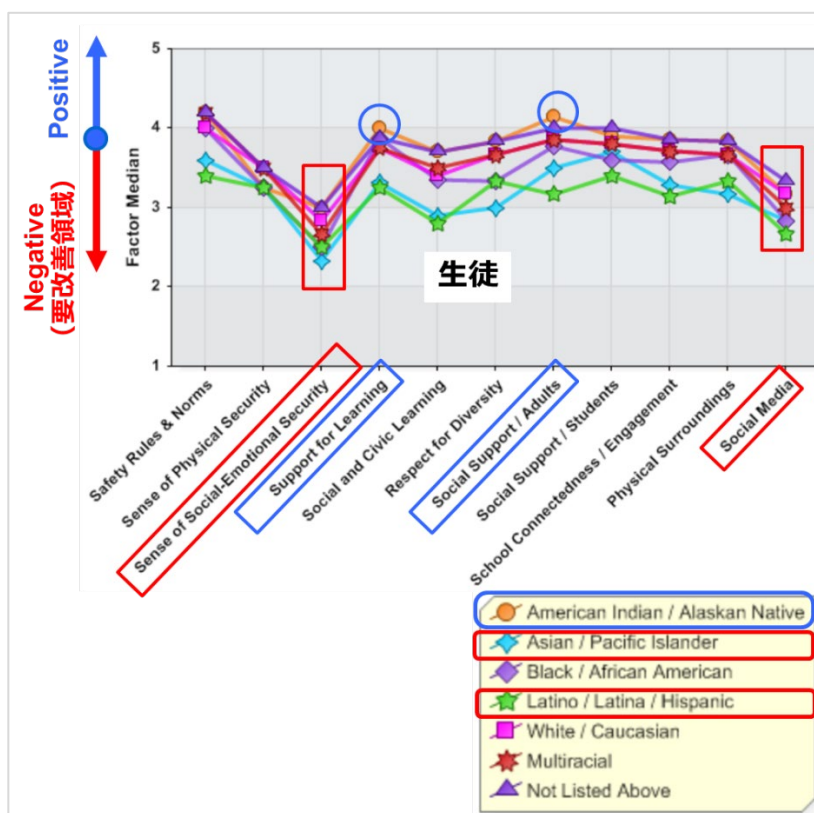 Positive
Negative
(要改善領域)
Factor Median
5
4
3
2
1
生徒
Safety Rules & Norms
Sense of Physical Security
Sense of Social-Emotional Security
Support for Learning
Social and Civic Learning
Respect for Diversity
Social Support / Adults
Social Support / Students
School Connectedness / Engagement
Physical Surroundings
Social Media
American Indian / Alaskan Native
Asian / Pacific Islander
Black / African American
Latino / Latina / Hispanic
White / Caucasian
Multiracial
Not Listed Above